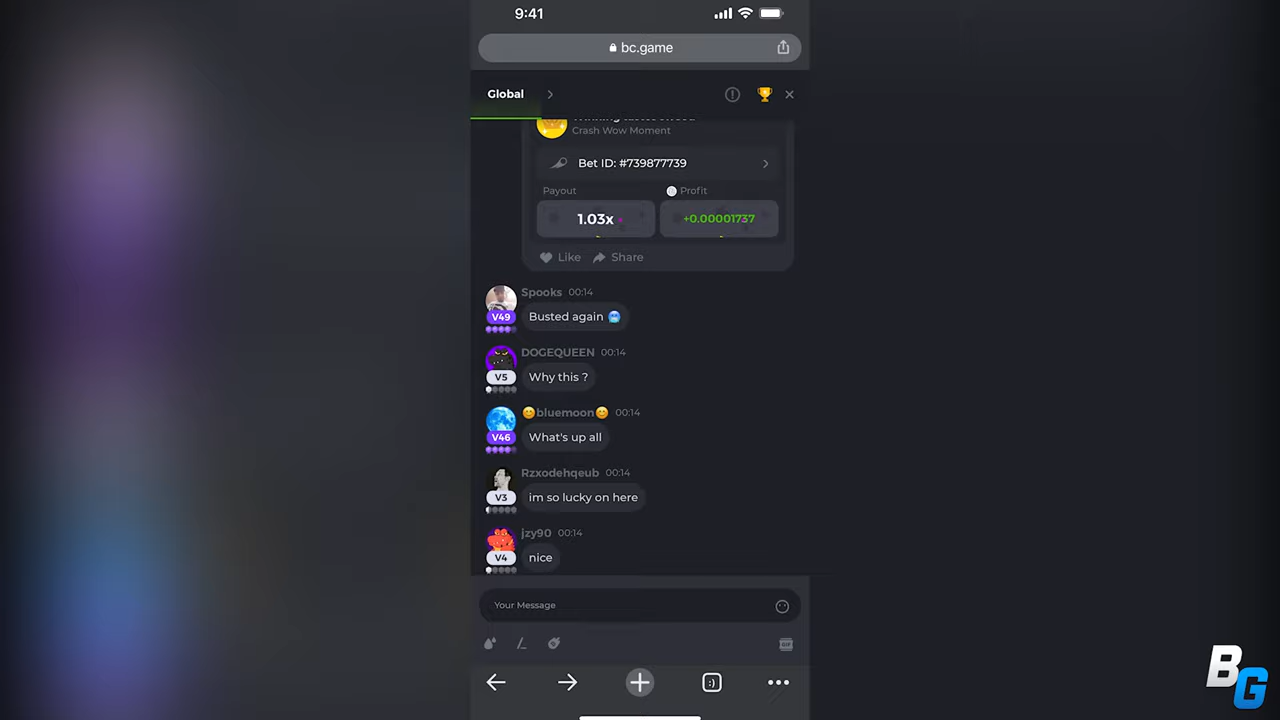 9:41
bc.game
Global
Crash Wow Moment
Bet ID: #739877739
Payout
Profit
1.03x
+0.00001737
Like
Share
Spooks 00:14
V49
Busted again
DOGEQUEEN 00:14
V5
Why this ?
bluemoon 00:14
V46
What's up all
Rzxodehqeub 00:14
V3
im so lucky on here
jzy90 00:14
V4
nice
Your Message
GIF
:)
BG